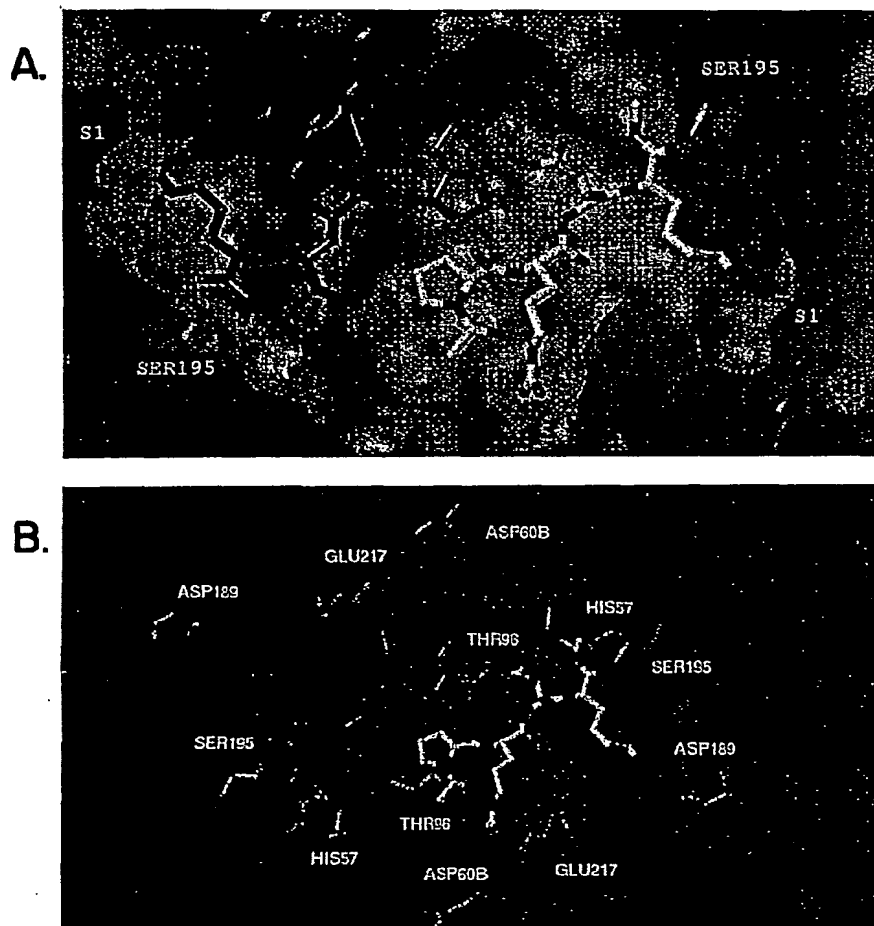 A.
SER195
S1
S1
SER195
B.
ASP60B
GLU217
ASP189
HIS57
THR96
SER195
SER195
ASP189
THR96
HIS57
GLU217
ASP60B